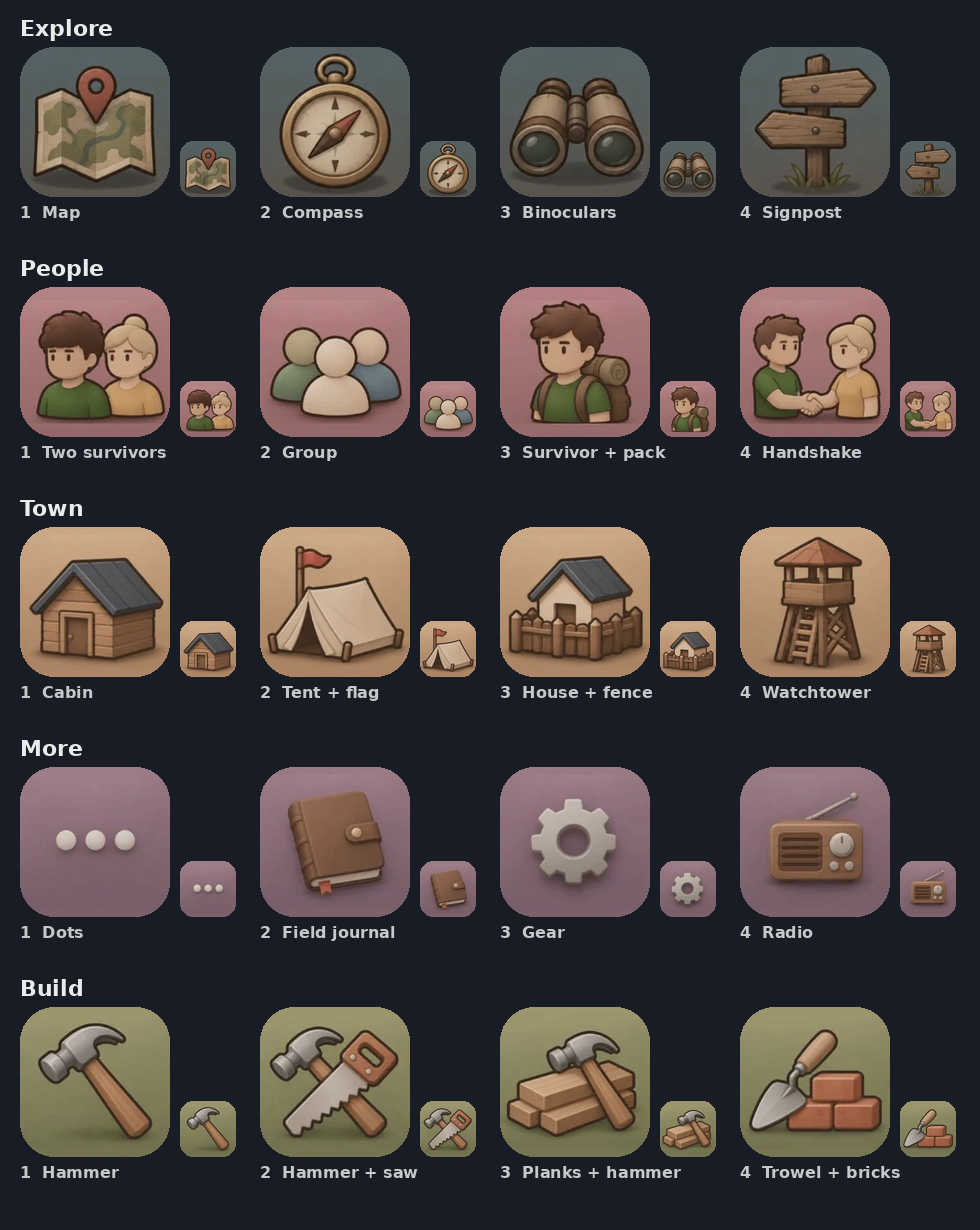 Explore
1 Map
2 Compass
3 Binoculars
4 Signpost
People
1 Two survivors
2 Group
3 Survivor + pack
4 Handshake
Town
1 Cabin
2 Tent + flag
3 House + fence
4 Watchtower
More
1 Dots
2 Field journal
3 Gear
4 Radio
Build
1 Hammer
2 Hammer + saw
3 Planks + hammer
4 Trowel + bricks